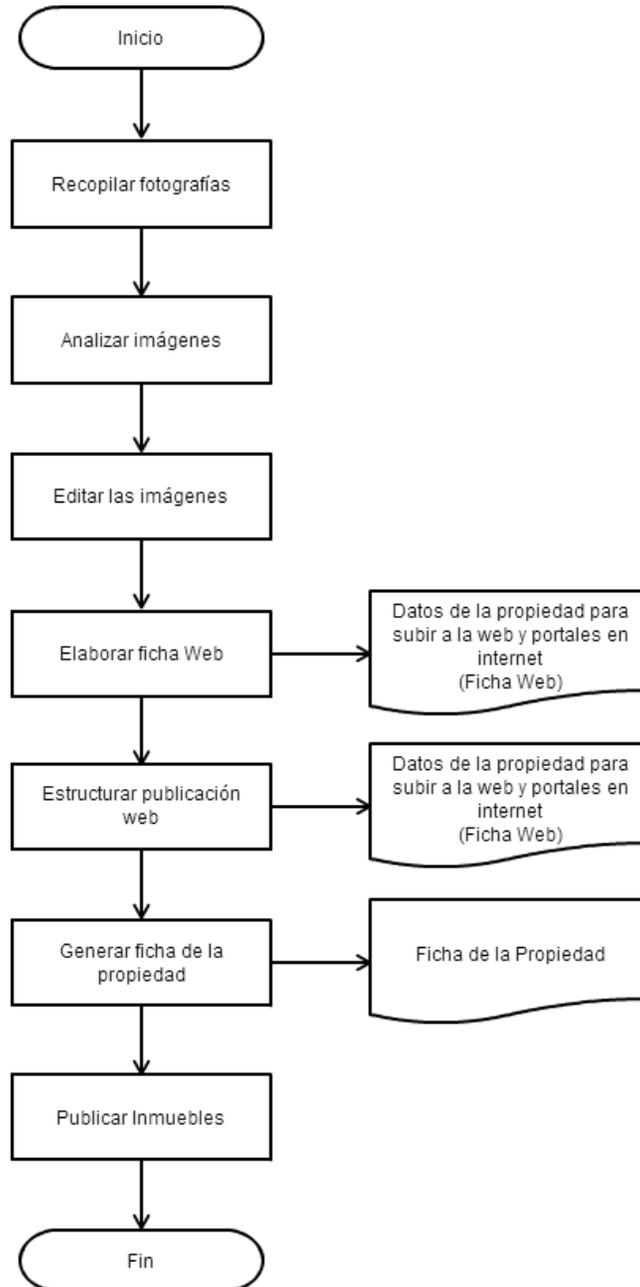 Inicio
Recopilar fotografías
Analizar imágenes
Editar las imágenes
Elaborar ficha Web
Datos de la propiedad para
subir a la web y portales en
internet
(Ficha Web)
Estructurar publicación
web
Datos de la propiedad para
subir a la web y portales en
internet
(Ficha Web)
Generar ficha de la
propiedad
Ficha de la Propiedad
Publicar Inmuebles
Fin